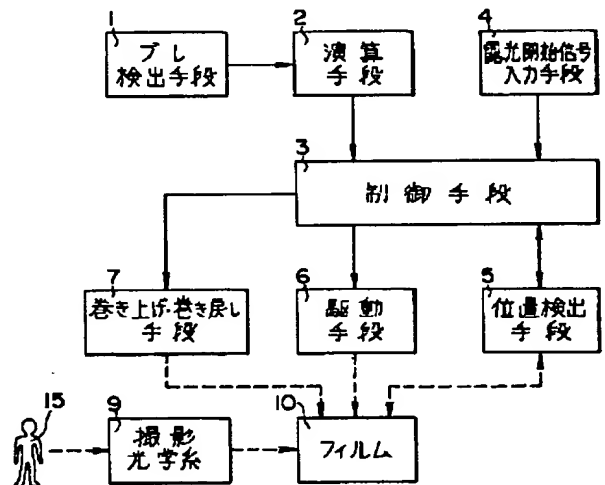 1
ブレ
検出手段
2
演算
手段
4
露光開始信号
入力手段
3
制御手段
7
巻き上げ・巻き戻し
手段
6
駆動
手段
5
位置検出
手段
15
9
撮影
光学系
10
フィルム